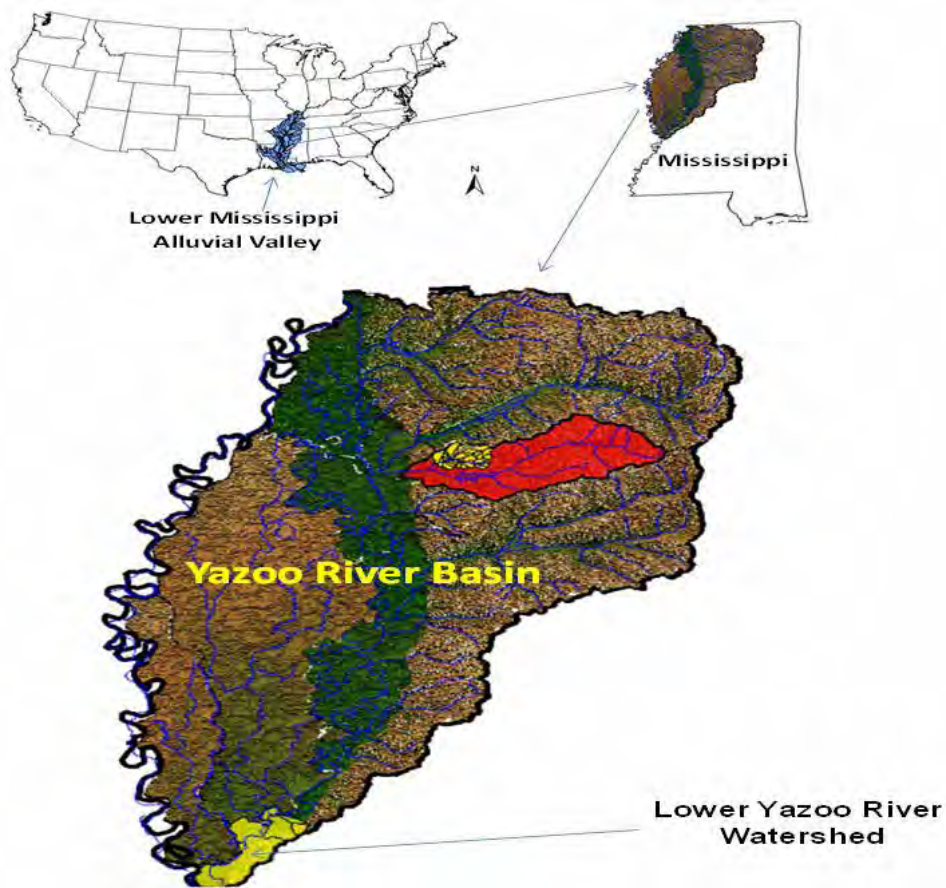 N
Mississippi
Lower Mississippi
Alluvial Valley
Yazoo River Basin
Lower Yazoo River
Watershed